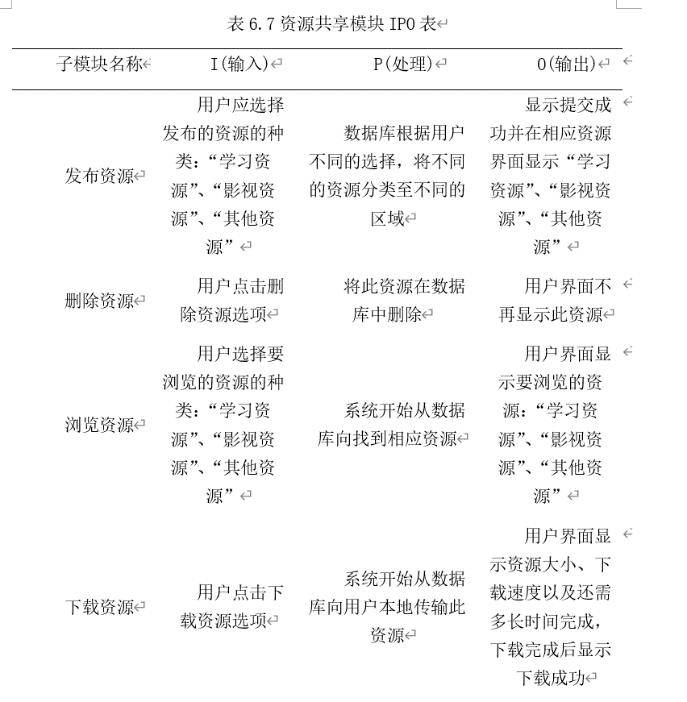 表 6.7 资源共享模块 IPO 表
子模块名称 I(输入) P(处理) O(输出)
发布资源
用户应选择
发布的资源的种
类：“学习资
源”、“影视资
源”、“其他资
源”
数据库根据用户
不同的选择，将不同
的资源分类至不同的
区域
显示提交成
功并在相应资源
界面显示“学习
资源”、“影视资
源”、“其他资
源”
删除资源
用户点击删
除资源选项
将此资源在数据
库中删除
用户界面不
再显示此资源
浏览资源
用户选择要
浏览的资源的种
类：“学习资
源”、“影视资
源”、“其他资
源”
系统开始从数据
库向找到相应资源
用户界面显
示要浏览的资
源：“学习资
源”、“影视资
源”、“其他资
源”
下载资源
用户点击下
载资源选项
系统开始从数据
库向用户本地传输此
资源
用户界面显
示资源大小、下
载速度以及还需
多长时间完成，
下载完成后显示
下载成功